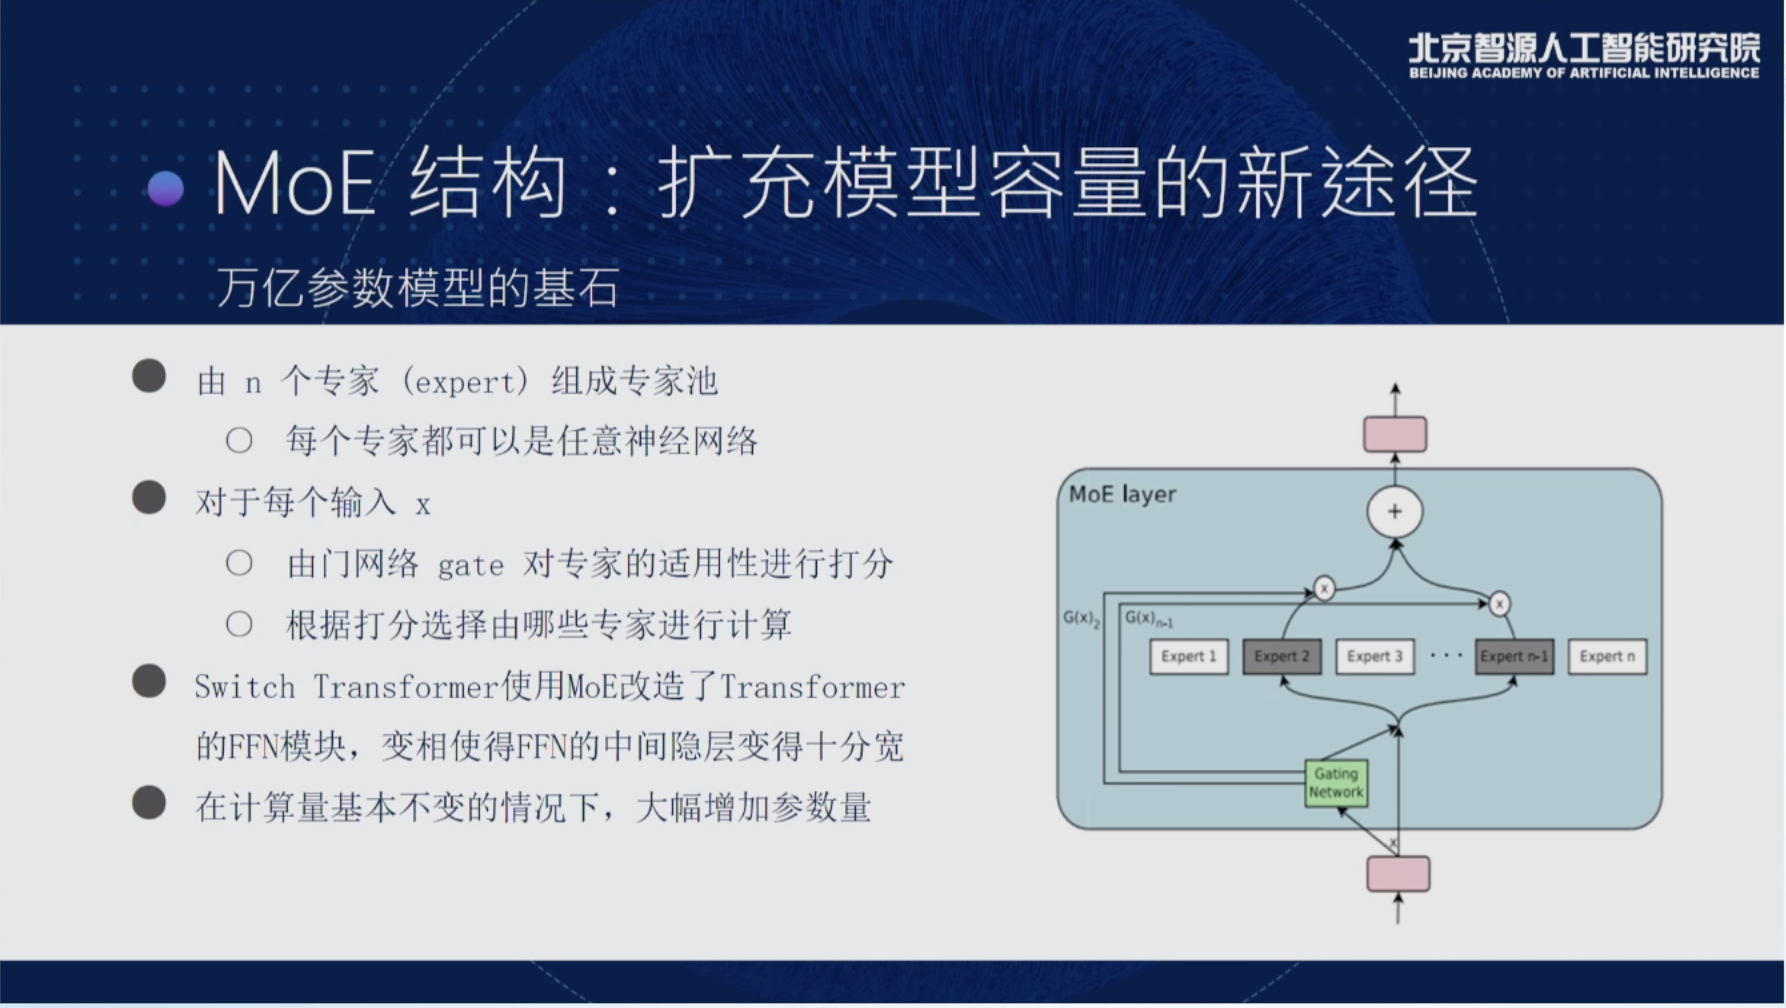 北京智源人工智能研究院
BEIJING ACADEMY OF ARTIFICIAL INTELLIGENCE
MoE 结构：扩充模型容量的新途径
万亿参数模型的基石
由 n 个专家 (expert) 组成专家池
每个专家都可以是任意神经网络
对于每个输入 x
由门网络 gate 对专家的适用性进行打分
根据打分选择由哪些专家进行计算
Switch Transformer使用MoE改造了Transformer
的FFN模块，变相使得FFN的中间隐层变得十分宽
在计算量基本不变的情况下，大幅增加参数量
MoE layer
+
x
x
G(x)2
G(x)n-1
Expert 1
Expert 2
Expert 3
...
Expert n-1
Expert n
Gating
Network
x